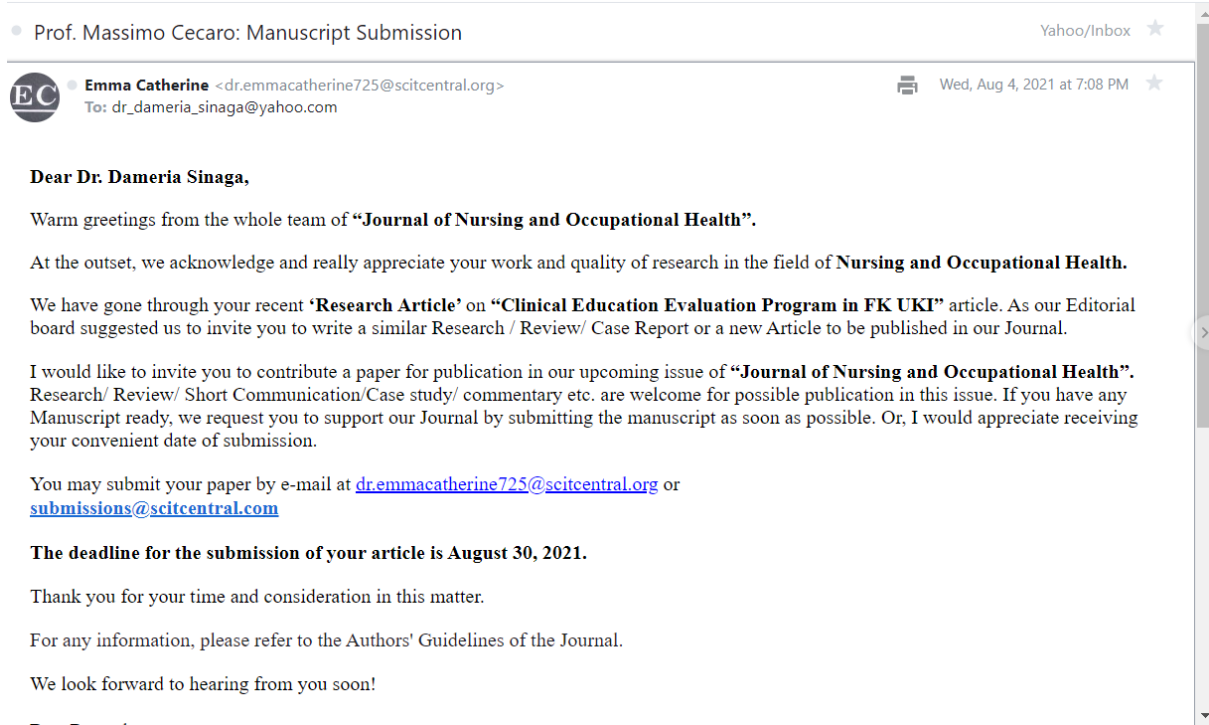 Prof. Massimo Cecaro: Manuscript Submission
Yahoo/Inbox
EC
Emma Catherine <dr.emmacatherine725@scitcentral.org>
Wed, Aug 4, 2021 at 7:08 PM
To: dr_dameria_sinaga@yahoo.com
Dear Dr. Dameria Sinaga,
Warm greetings from the whole team of “Journal of Nursing and Occupational Health”.
At the outset, we acknowledge and really appreciate your work and quality of research in the field of Nursing and Occupational Health.
We have gone through your recent ‘Research Article’ on “Clinical Education Evaluation Program in FK UKI” article. As our Editorial
board suggested us to invite you to write a similar Research / Review/ Case Report or a new Article to be published in our Journal.
I would like to invite you to contribute a paper for publication in our upcoming issue of “Journal of Nursing and Occupational Health”.
Research/ Review/ Short Communication/Case study/ commentary etc. are welcome for possible publication in this issue. If you have any
Manuscript ready, we request you to support our Journal by submitting the manuscript as soon as possible. Or, I would appreciate receiving
your convenient date of submission.
You may submit your paper by e-mail at dr.emmacatherine725@scitcentral.org or
submissions@scitcentral.com
The deadline for the submission of your article is August 30, 2021.
Thank you for your time and consideration in this matter.
For any information, please refer to the Authors' Guidelines of the Journal.
We look forward to hearing from you soon!